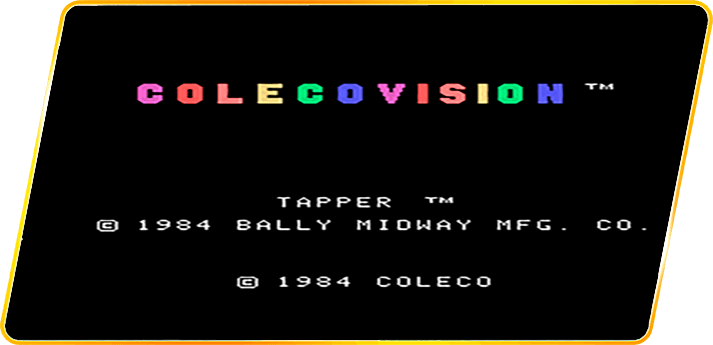 COLECOVISION ™
TAPPER ™
© 1984 BALLY MIDWAY MFG. CO.
© 1984 COLECO